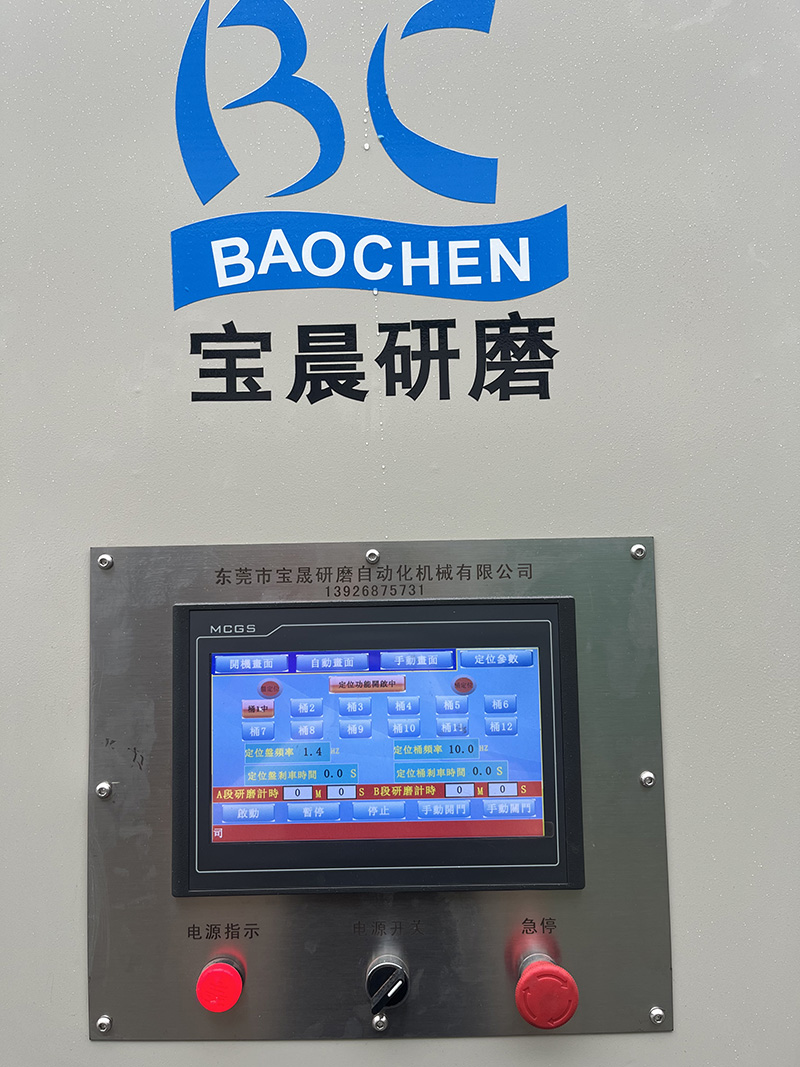 BC
BAOCHEN
宝晨研磨
东莞市宝晟研磨自动化机械有限公司
13926875731
MCGS
開機畫面 自動畫面 手動畫面 定位參數
定位功能開啟中
桶1中 桶2 桶3 桶4 桶5 桶6
桶7 桶8 桶9 桶10 桶11 桶12
定位盤頻率 1.4 HZ 定位桶頻率 10.0 HZ
定位盤刹車時間 0.0 S 定位桶刹車時間 0.0 S
A段研磨計時 0 M 0 S B段研磨計時 0 M 0 S
啟動 暫停 停止 手動開門 手動關門
司
电源指示 电源开关 急停